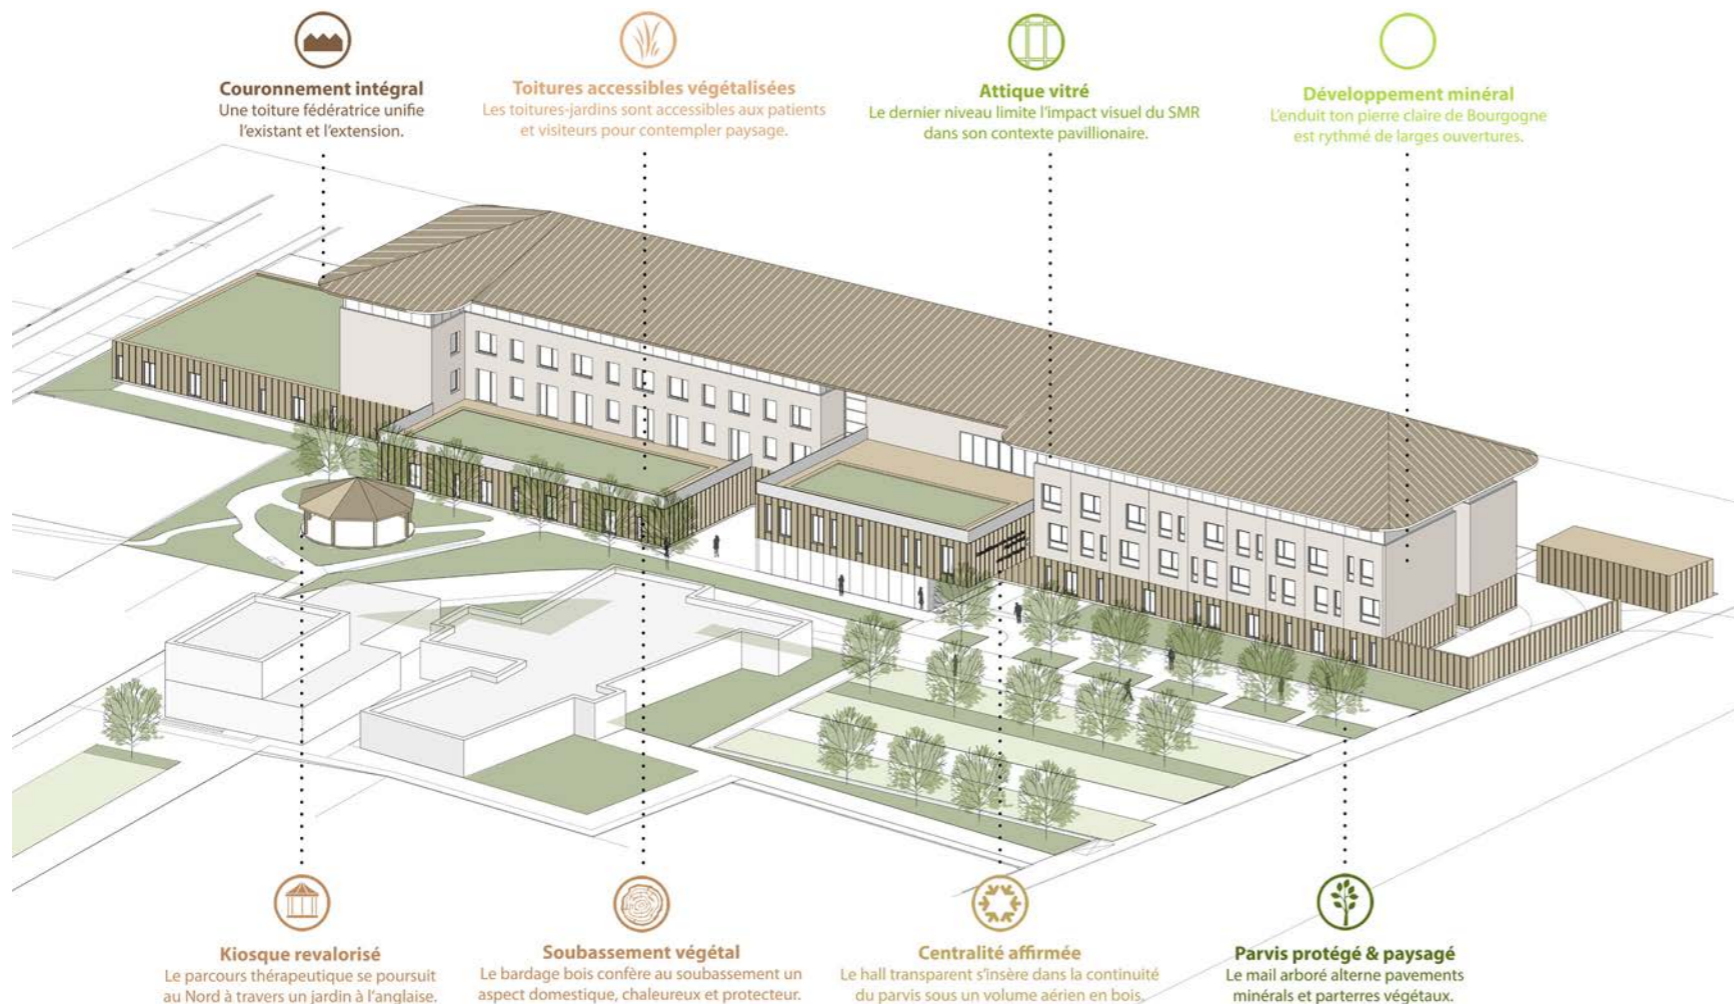 Couronnement intégral
Une toiture fédératrice unifie
l'existant et l'extension.
Toitures accessibles végétalisées
Les toitures-jardins sont accessibles aux patients
et visiteurs pour contempler paysage.
Attique vitré
Le dernier niveau limite l'impact visuel du SMR
dans son contexte pavillionaire.
Développement minéral
L'enduit ton pierre claire de Bourgogne
est rythmé de larges ouvertures.
Kiosque revalorisé
Le parcours thérapeutique se poursuit
au Nord à travers un jardin à l'anglaise.
Soubassement végétal
Le bardage bois confère au soubassement un
aspect domestique, chaleureux et protecteur.
Centralité affirmée
Le hall transparent s'insère dans la continuité
du parvis sous un volume aérien en bois.
Parvis protégé & paysagé
Le mail arboré alterne pavements
minérals et parterres végétaux.